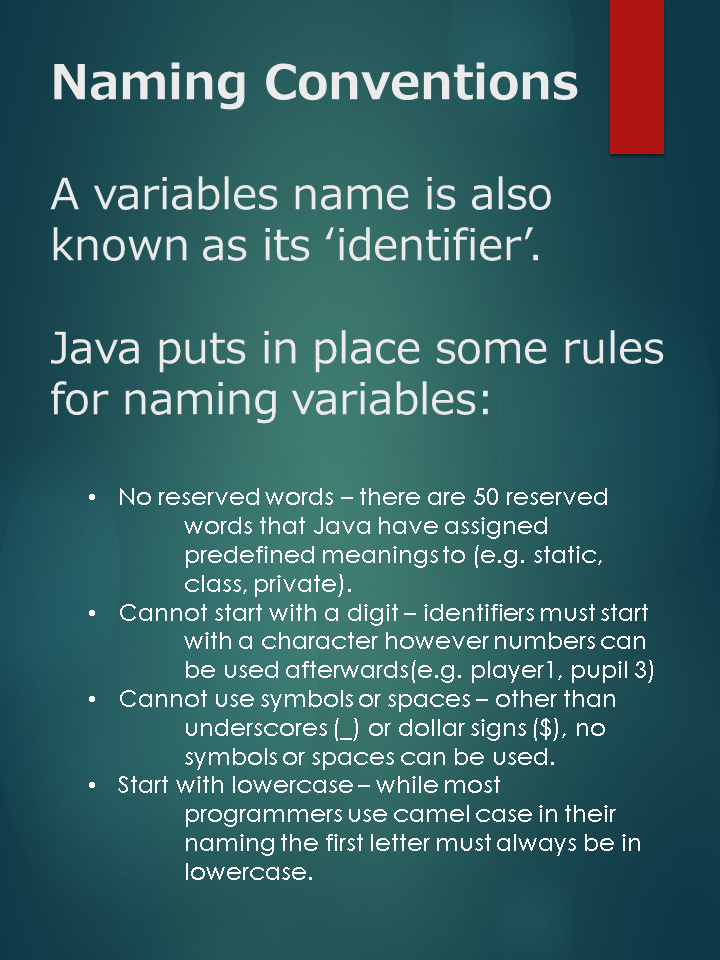 Naming Conventions
A variables name is also
known as its ‘identifier’.
Java puts in place some rules
for naming variables:
• No reserved words – there are 50 reserved
words that Java have assigned
predefined meanings to (e.g. static,
class, private).
• Cannot start with a digit – identifiers must start
with a character however numbers can
be used afterwards(e.g. player1, pupil 3)
• Cannot use symbols or spaces – other than
underscores (_) or dollar signs ($), no
symbols or spaces can be used.
• Start with lowercase – while most
programmers use camel case in their
naming the first letter must always be in
lowercase.